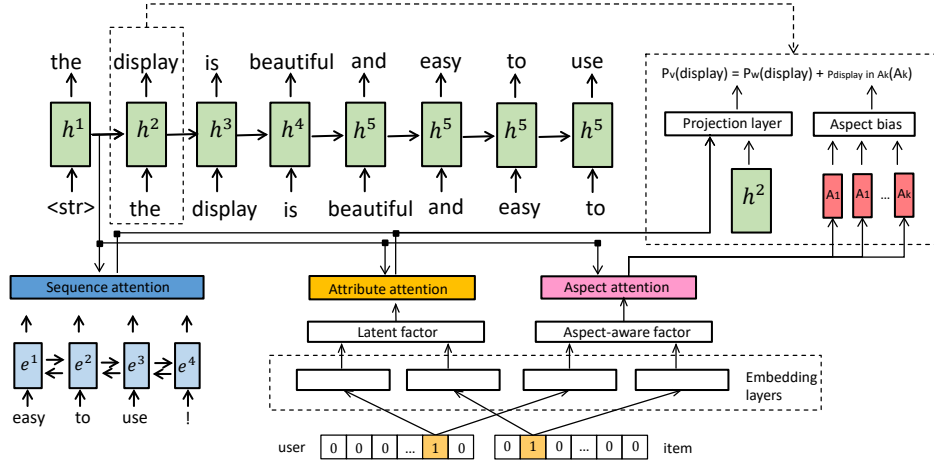 the display is beautiful and easy to use
h¹ h² h³ h⁴ h⁵ h⁵ h⁵ h⁵
<str> the display is beautiful and easy to
Pv(display) = Pw(display) + Pdisplay in Ak(Ak)
Projection layer Aspect bias
h² A1 A1 ... Ak
Sequence attention Attribute attention Aspect attention
Latent factor Aspect-aware factor
e¹ e² e³ e⁴
easy to use !
Embedding
layers
user 0 0 0 ... 1 0 0 1 0 ... 0 0 item